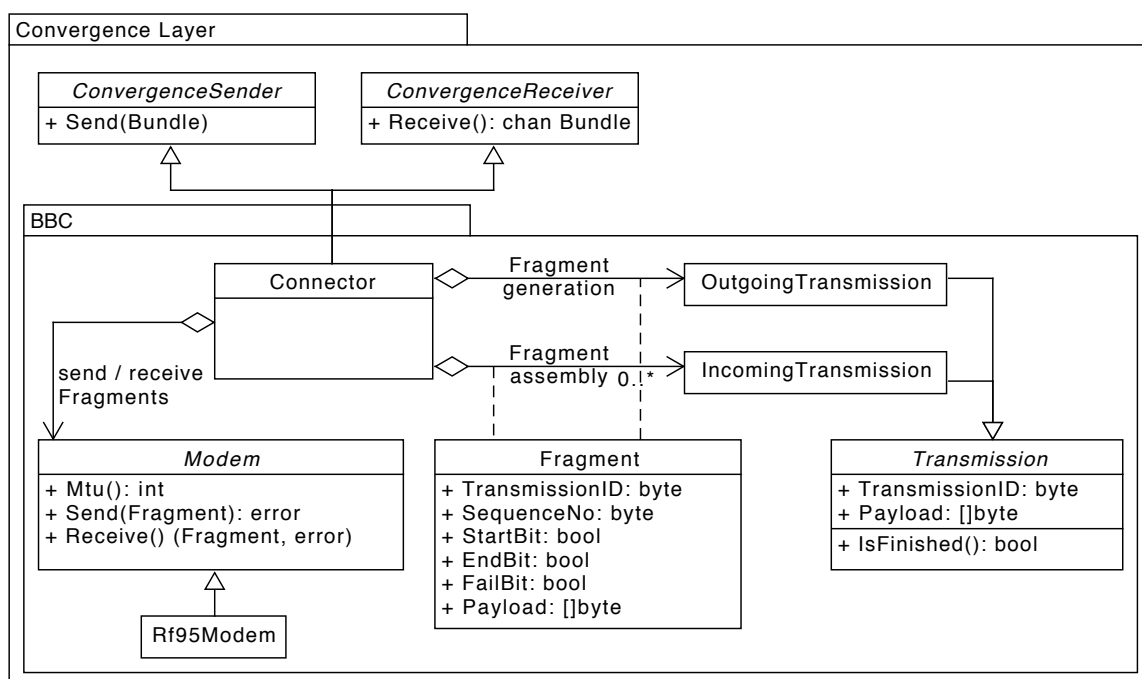 Convergence Layer
ConvergenceSender
+ Send(Bundle)
ConvergenceReceiver
+ Receive(): chan Bundle
BBC
Connector
Fragment
generation
OutgoingTransmission
Fragment
assembly 0..*
IncomingTransmission
send / receive
Fragments
Modem
+ Mtu(): int
+ Send(Fragment): error
+ Receive() (Fragment, error)
Rf95Modem
Fragment
+ TransmissionID: byte
+ SequenceNo: byte
+ StartBit: bool
+ EndBit: bool
+ FailBit: bool
+ Payload: []byte
Transmission
+ TransmissionID: byte
+ Payload: []byte
+ IsFinished(): bool